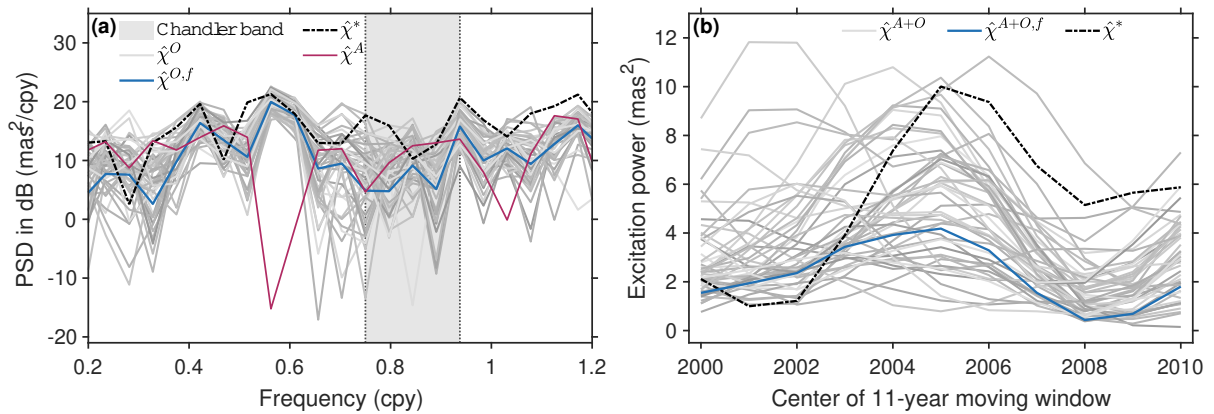 (a)
Chandler band
χ̂*
χ̂^O
χ̂^A
χ̂^{O,f}
PSD in dB (mas²/cpy)
30
20
10
0
-10
-20
0.2 0.4 0.6 0.8 1 1.2
Frequency (cpy)
(b)
χ̂^{A+O} χ̂^{A+O,f} χ̂*
Excitation power (mas²)
12
10
8
6
4
2
0
2000 2002 2004 2006 2008 2010
Center of 11-year moving window